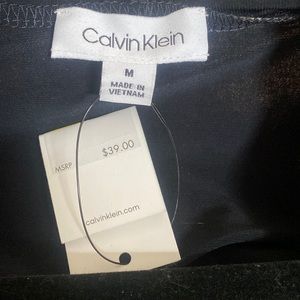 Calvin Klein
M
MADE IN
VIETNAM
MSRP $39.00
calvinklein.com